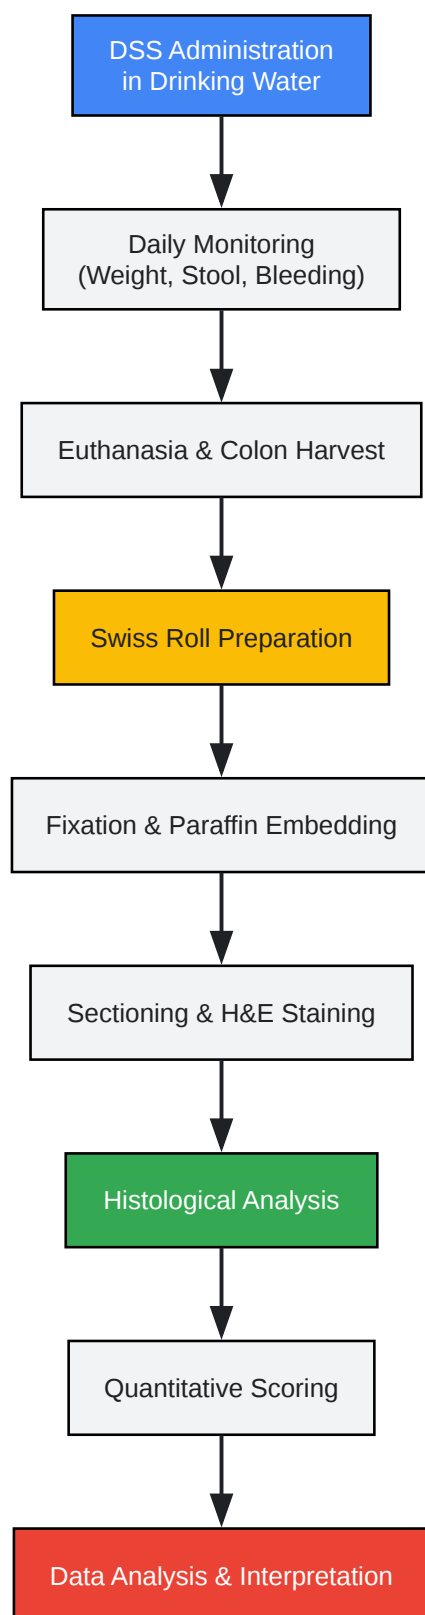 DSS Administration
in Drinking Water
Daily Monitoring
(Weight, Stool, Bleeding)
Euthanasia & Colon Harvest
Swiss Roll Preparation
Fixation & Paraffin Embedding
Sectioning & H&E Staining
Histological Analysis
Quantitative Scoring
Data Analysis & Interpretation